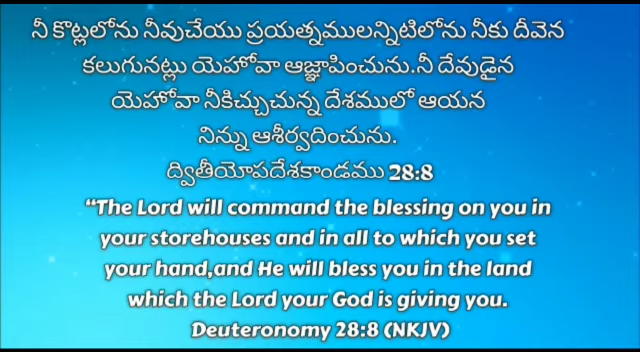 నీ కొట్లలోను నీవుచేయు ప్రయత్నములన్నిటిలోను నీకు దీవెన
కలుగునట్లు యెహోవా ఆజ్ఞాపించును.నీ దేవుడైన
యెహోవా నీకిచ్చుచున్న దేశములో ఆయన
నిన్ను ఆశీర్వదించును.
ద్వితీయోపదేశకాండము 28:8
“The Lord will command the blessing on you in
your storehouses and in all to which you set
your hand,and He will bless you in the land
which the Lord your God is giving you.
Deuteronomy 28:8 (NKJV)